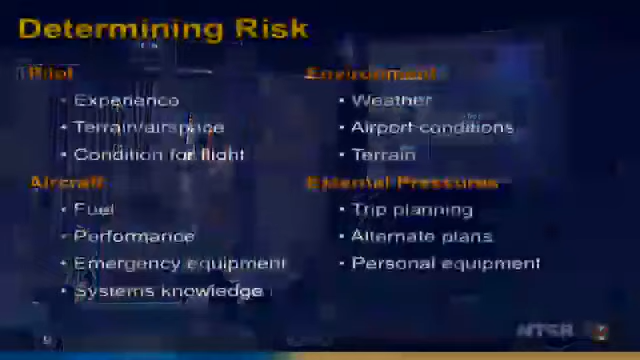 Determining Risk
Pilot
• Experience
• Terrain/airspace
• Condition for flight
Aircraft
• Fuel
• Performance
• Emergency equipment
• Systems knowledge
Environment
• Weather
• Airport conditions
• Terrain
External Pressures
• Trip planning
• Alternate plans
• Personal equipment
NTSB